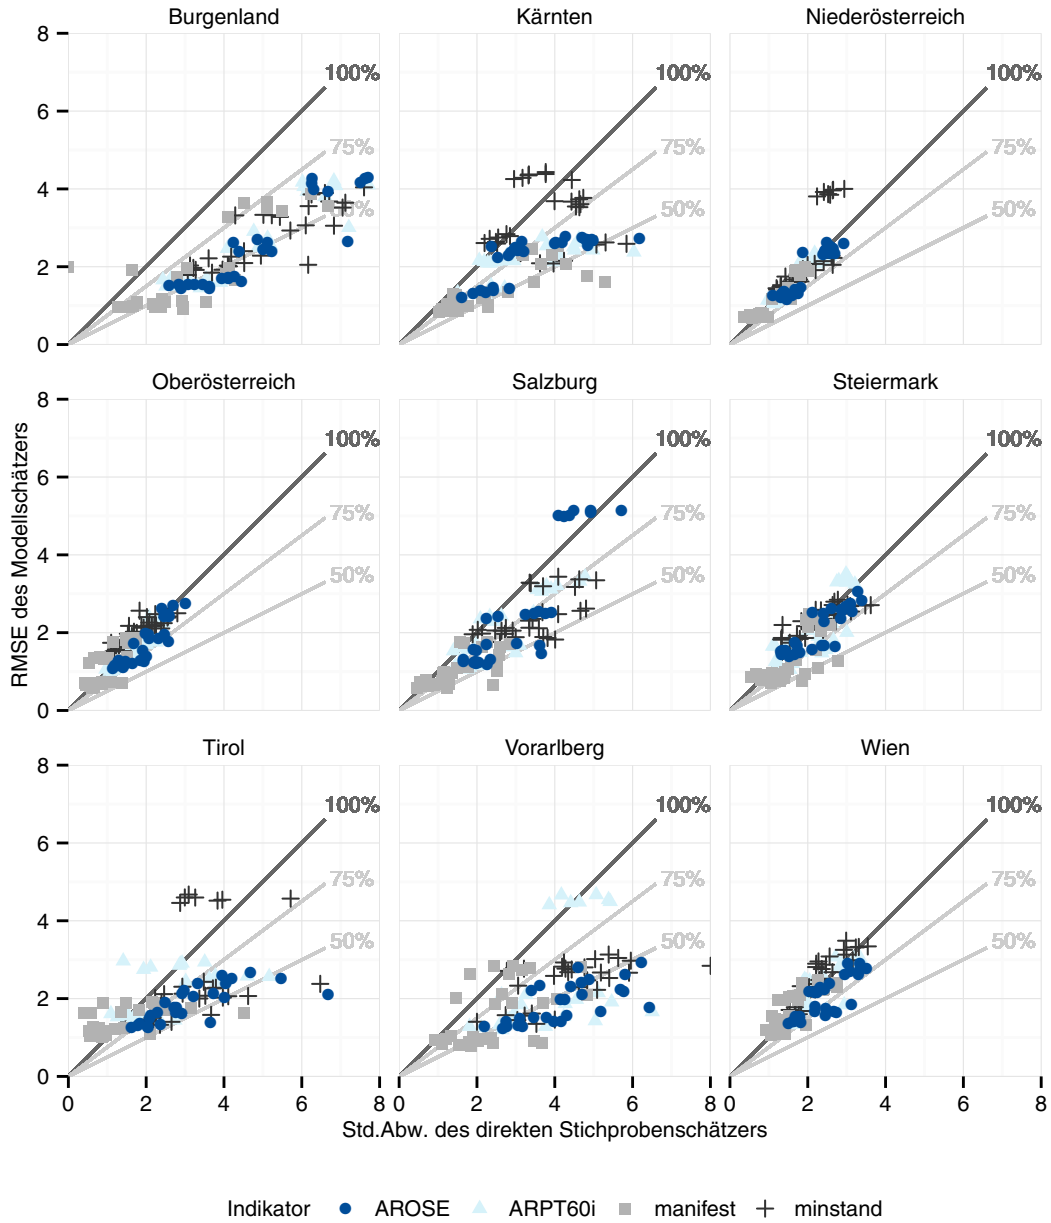 Burgenland Kärnten Niederösterreich
8
100% 100% 100%
6
75% 75% 75%
4
50% 50% 50%
2
0
Oberösterreich Salzburg Steiermark
8
100% 100% 100%
6
75% 75% 75%
4
50% 50% 50%
2
0
RMSE des Modellschätzers
Tirol Vorarlberg Wien
8
100% 100% 100%
6
75% 75% 75%
4
50% 50% 50%
2
0
0 2 4 6 8 0 2 4 6 8 0 2 4 6 8
Std.Abw. des direkten Stichprobenschätzers
Indikator AROSE ARPT60i manifest minstand